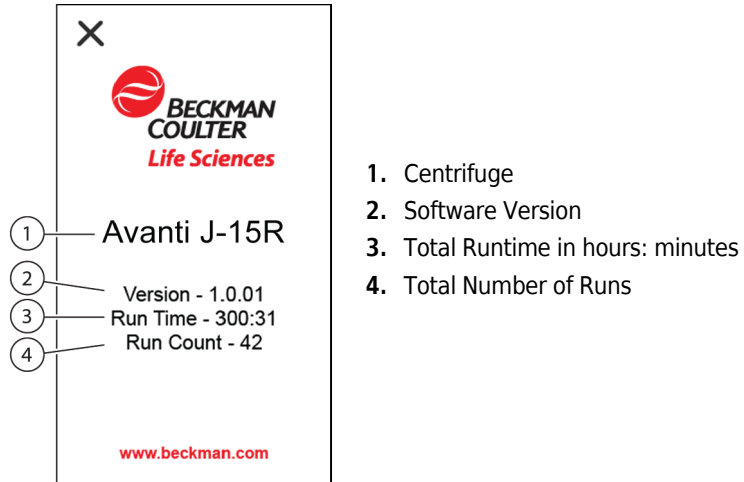 BECKMAN
COULTER
Life Sciences
Avanti J-15R
Version - 1.0.01
Run Time - 300:31
Run Count - 42
www.beckman.com
1
2
3
4
1. Centrifuge
2. Software Version
3. Total Runtime in hours: minutes
4. Total Number of Runs